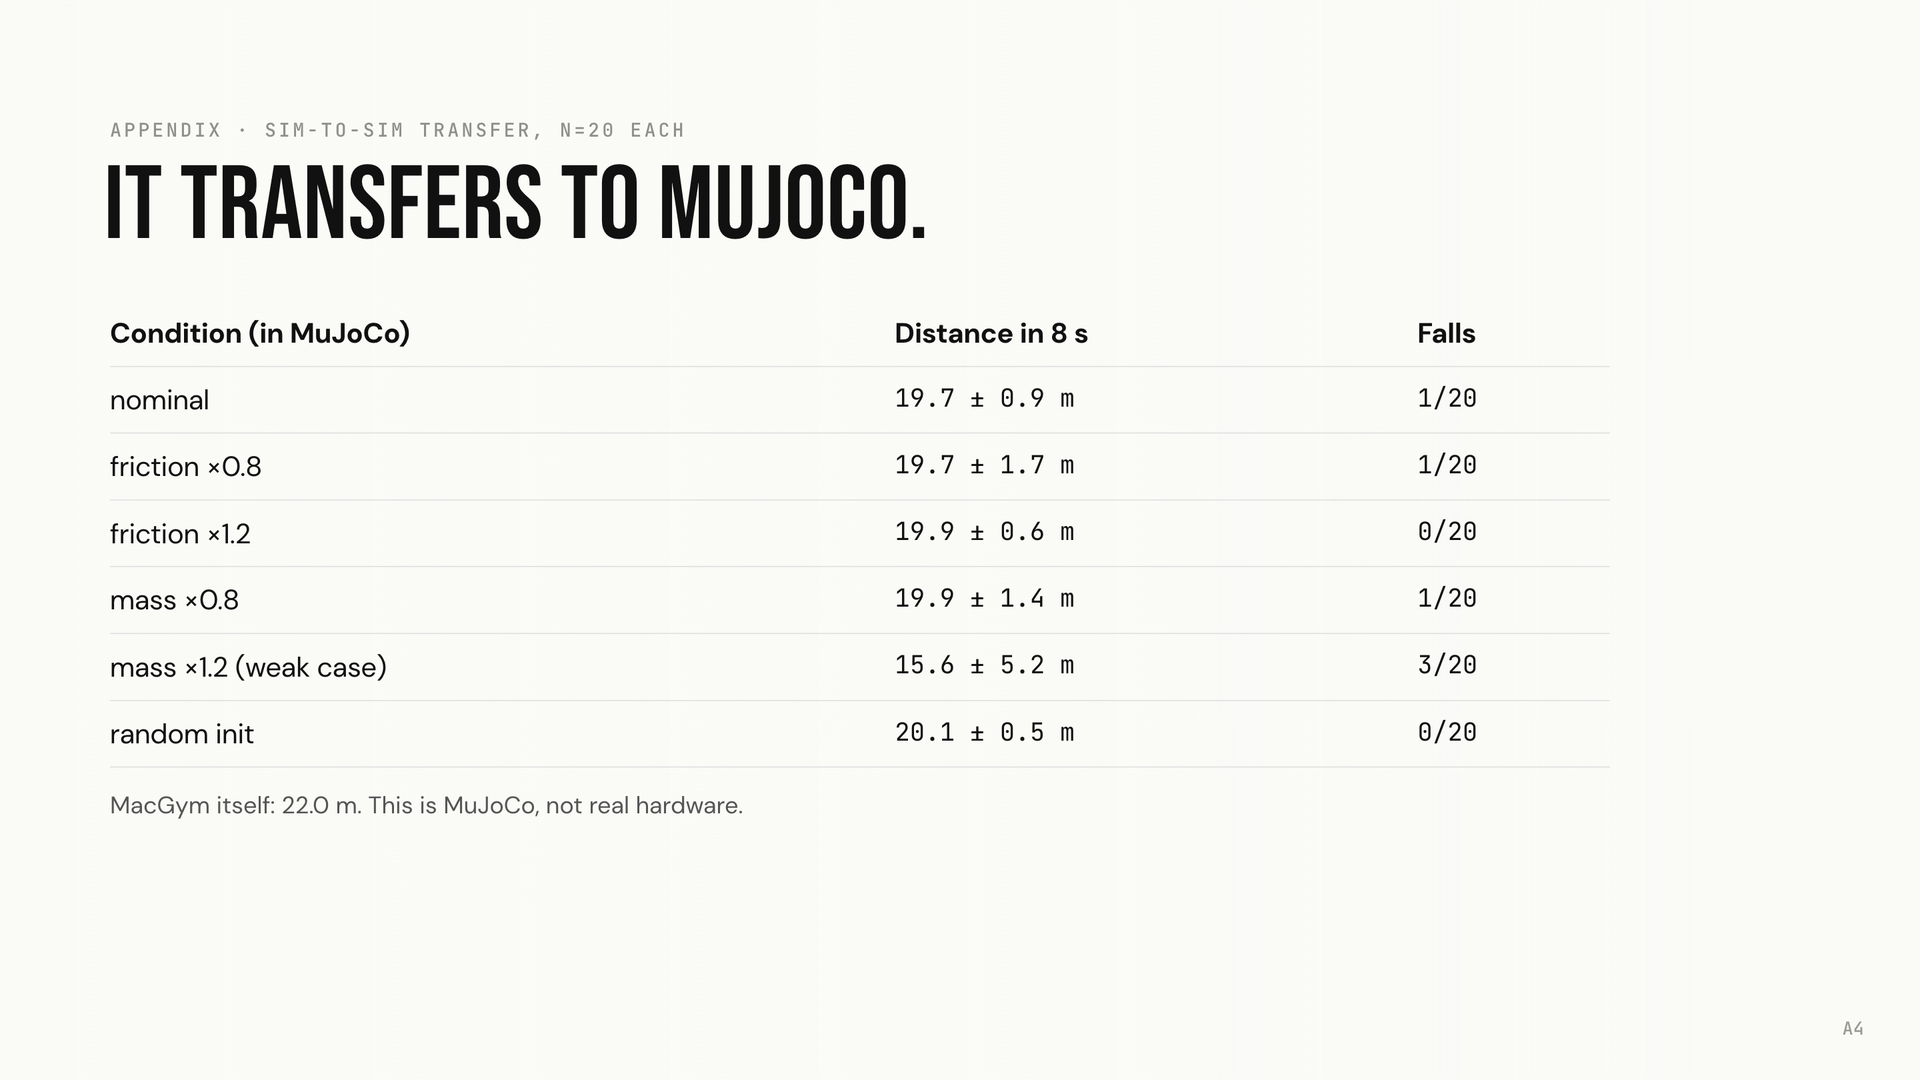 APPENDIX · SIM-TO-SIM TRANSFER, N=20 EACH
IT TRANSFERS TO MUJOCO.
Condition (in MuJoCo) Distance in 8 s Falls
nominal 19.7 ± 0.9 m 1/20
friction ×0.8 19.7 ± 1.7 m 1/20
friction ×1.2 19.9 ± 0.6 m 0/20
mass ×0.8 19.9 ± 1.4 m 1/20
mass ×1.2 (weak case) 15.6 ± 5.2 m 3/20
random init 20.1 ± 0.5 m 0/20
MacGym itself: 22.0 m. This is MuJoCo, not real hardware.
A4